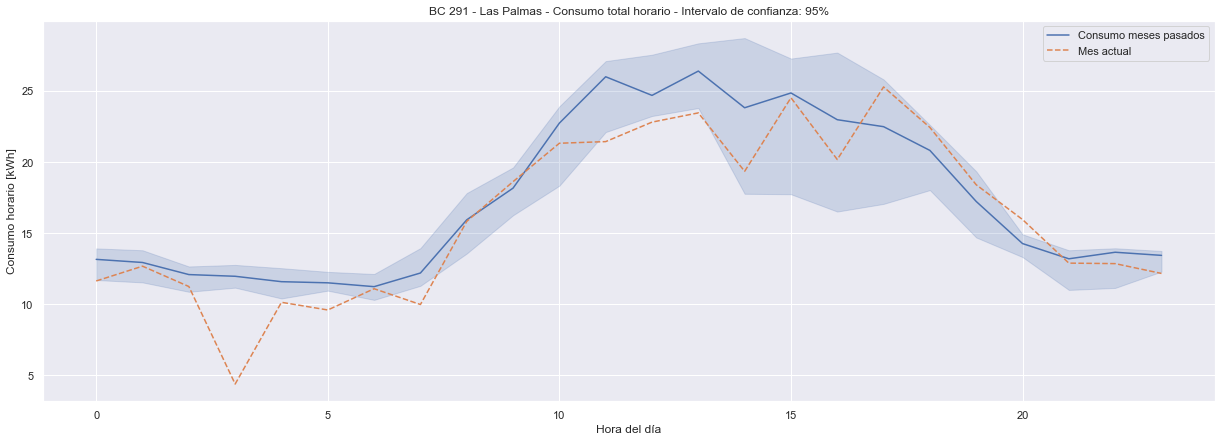 BC 291 - Las Palmas - Consumo total horario - Intervalo de confianza: 95%
Consumo meses pasados
Mes actual
Consumo horario [kWh]
25
20
15
10
5
0
5
10
15
20
Hora del día